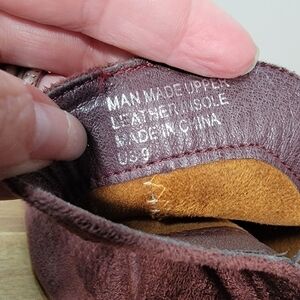 MAN MADE UPPER
LEATHER INSOLE
MADE IN CHINA
US 9